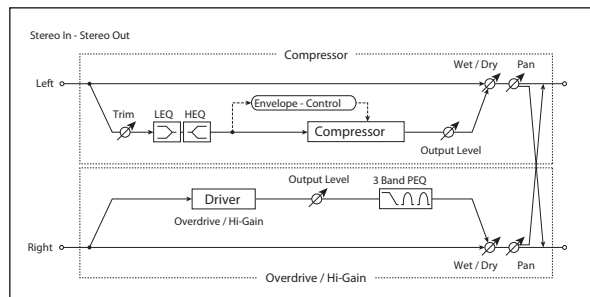 Stereo In - Stereo Out
Compressor
Wet / Dry
Pan
Left
Envelope - Control
Trim
LEQ
HEQ
Compressor
Output Level
Output Level
3 Band PEQ
Driver
Overdrive / Hi-Gain
Right
Wet / Dry
Pan
Overdrive / Hi-Gain